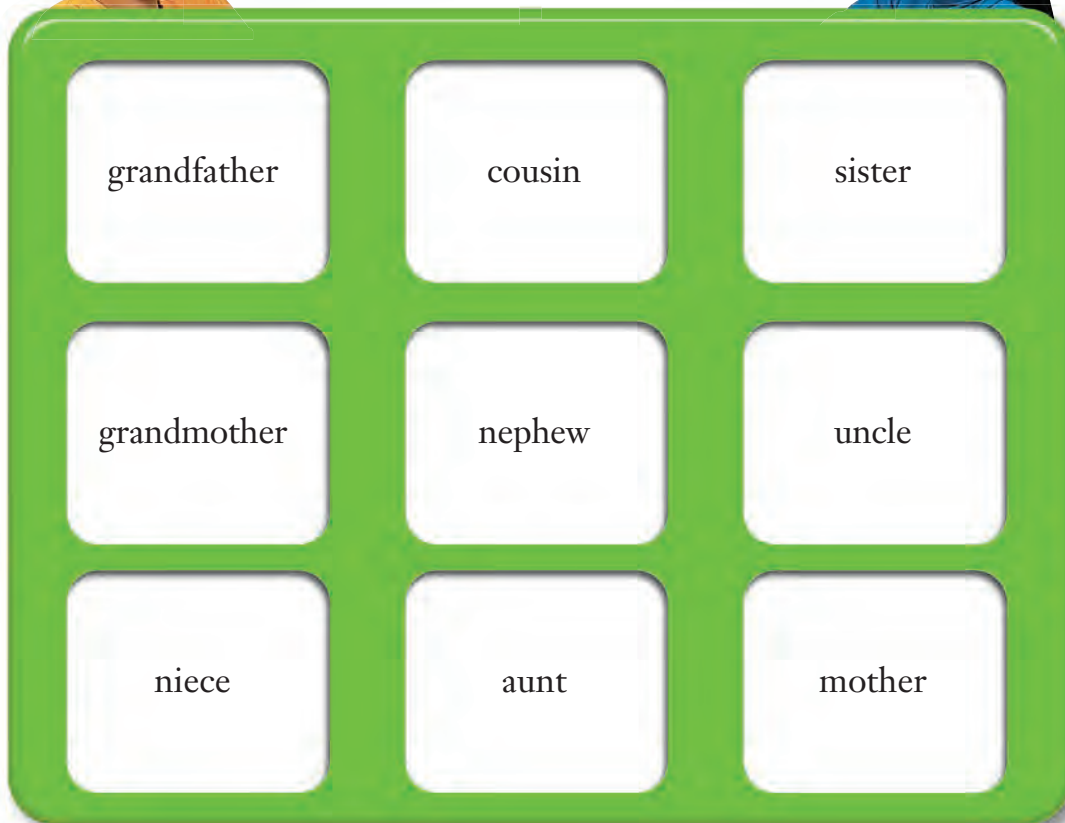 grandfather
cousin
sister
grandmother
nephew
uncle
niece
aunt
mother